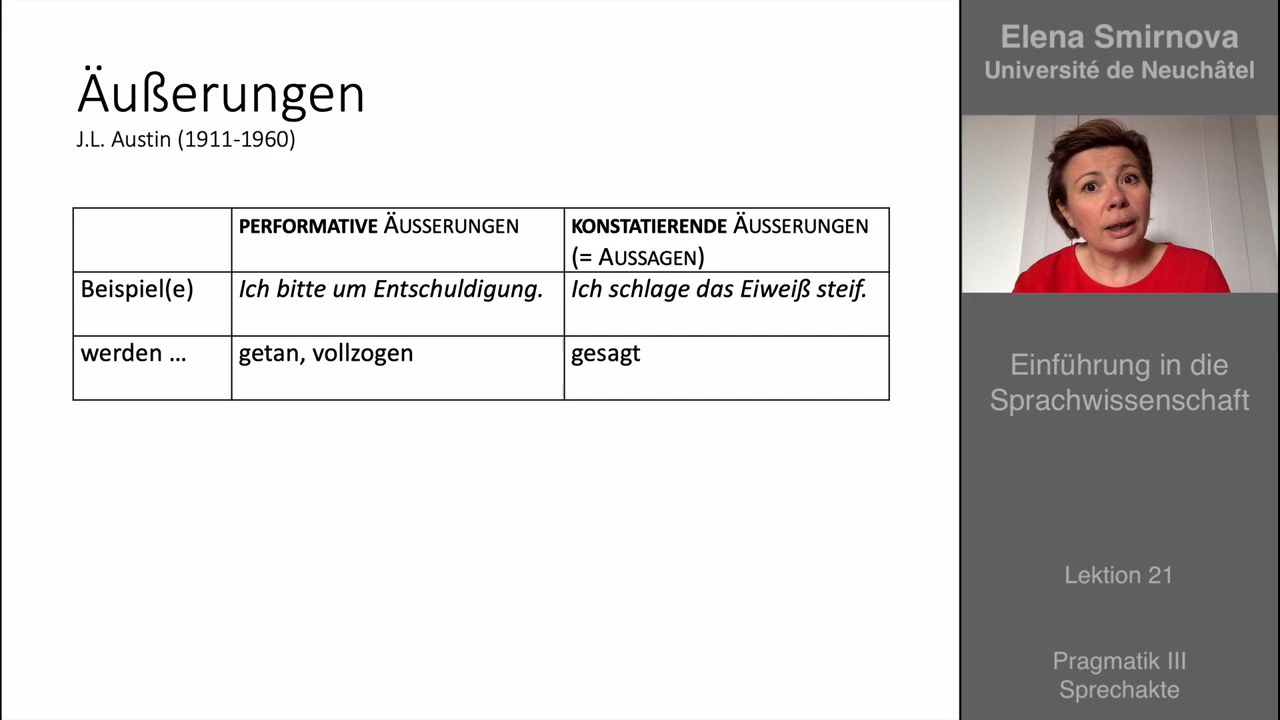 Äußerungen
J.L. Austin (1911-1960)
PERFORMATIVE ÄUSSERUNGEN
KONSTATIERENDE ÄUSSERUNGEN
(= AUSSAGEN)
Beispiel(e)
Ich bitte um Entschuldigung.
Ich schlage das Eiweiß steif.
werden ...
getan, vollzogen
gesagt
Elena Smirnova
Université de Neuchâtel
Einführung in die
Sprachwissenschaft
Lektion 21
Pragmatik III
Sprechakte